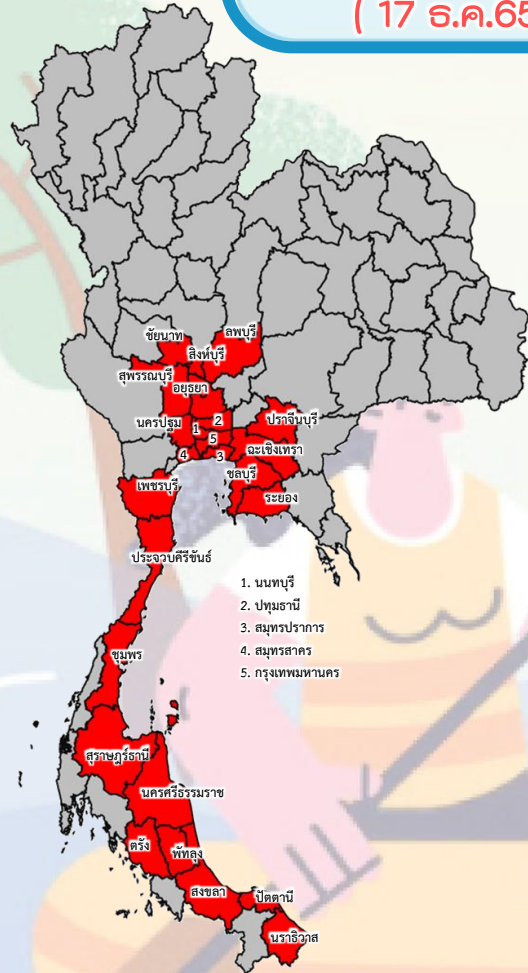 ( 17 ธ.ค.65
ชัยนาท
ลพบุรี
สิงห์บุรี
สุพรรณบุรี
อยุธยา
นครปฐม
1
2
ปราจีนบุรี
5
4
3
ฉะเชิงเทรา
ชลบุรี
เพชรบุรี
ระยอง
ประจวบคีรีขันธ์
1. นนทบุรี
2. ปทุมธานี
3. สมุทรปราการ
4. สมุทรสาคร
5. กรุงเทพมหานคร
ชุมพร
สุราษฎร์ธานี
นครศรีธรรมราช
ตรัง
พัทลุง
สงขลา
ปัตตานี
นราธิวาส